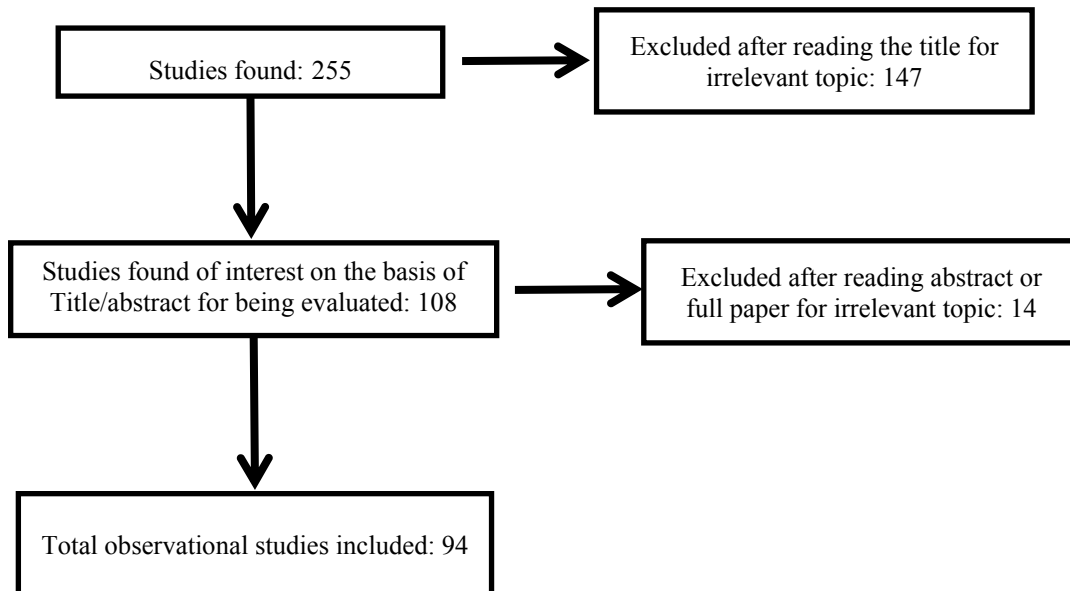 Studies found: 255
Excluded after reading the title for
irrelevant topic: 147
Studies found of interest on the basis of
Title/abstract for being evaluated: 108
Excluded after reading abstract or
full paper for irrelevant topic: 14
Total observational studies included: 94